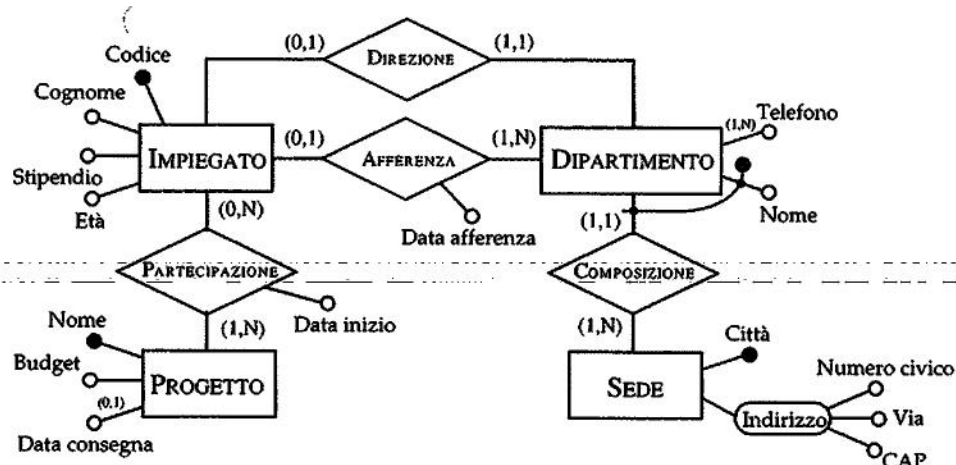 (0,1)
DIREZIONE
(1,1)
Codice
Cognome
Stipendio
Età
IMPIEGATO
(0,1)
AFFERENZA
(1,N)
Data afferenza
DIPARTIMENTO
(1,N)
Telefono
Nome
(0,N)
PARTECIPAZIONE
Data inizio
(1,N)
(1,1)
COMPOSIZIONE
(1,N)
Nome
Budget
(0,1)
Data consegna
PROGETTO
SEDE
Città
Indirizzo
Numero civico
Via
CAP